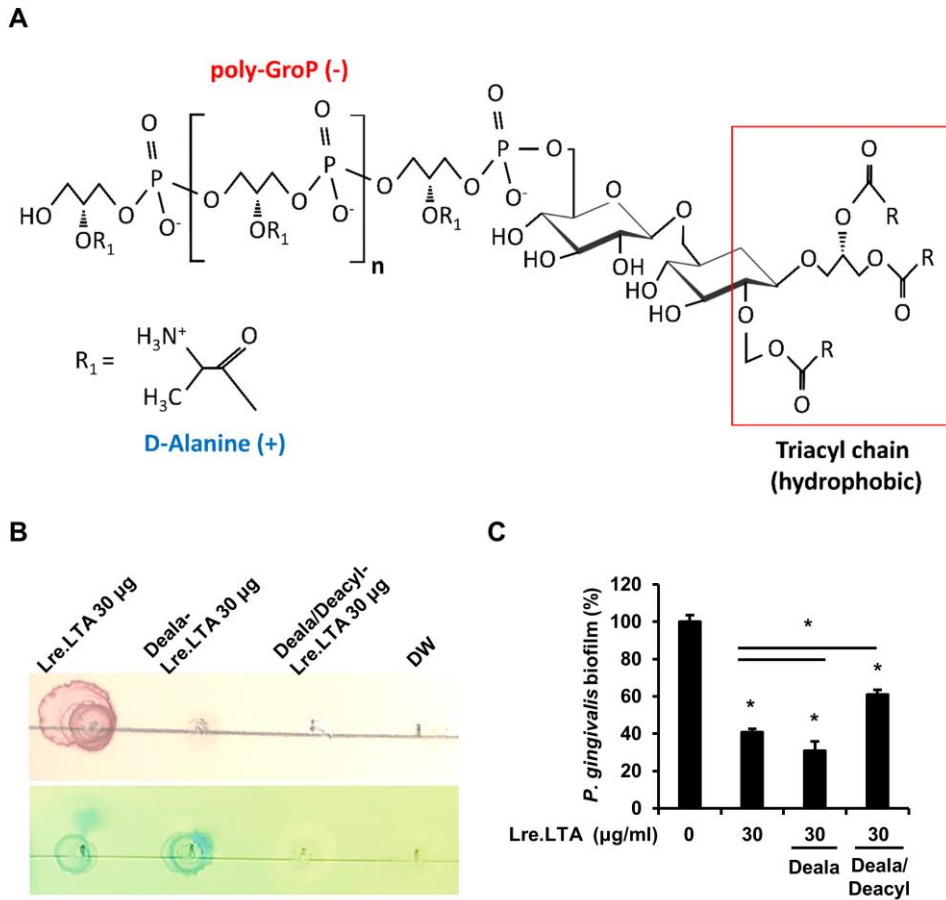 A
poly-GroP (-)
O
P
O
P
O
P
HO
O
O-
OR₁
O
O-
OR₁
n
O
OR₁
O-
O
HO
HO
OH
O
O
HO
HO
O
O
O
R
O
R
O
O
R
O
R₁ =
H₃N⁺
O
H₃C
D-Alanine (+)
Triacyl chain
(hydrophobic)
B
Lre.LTA 30 µg
Deala-
Lre.LTA 30 µg
Deala/Deacyl-
Lre.LTA 30 µg
DW
C
P. gingivalis biofilm (%)
120
100
80
60
40
20
0
*
*
*
*
Lre.LTA (µg/ml) 0 30 30 30
Deala Deala/
Deacyl